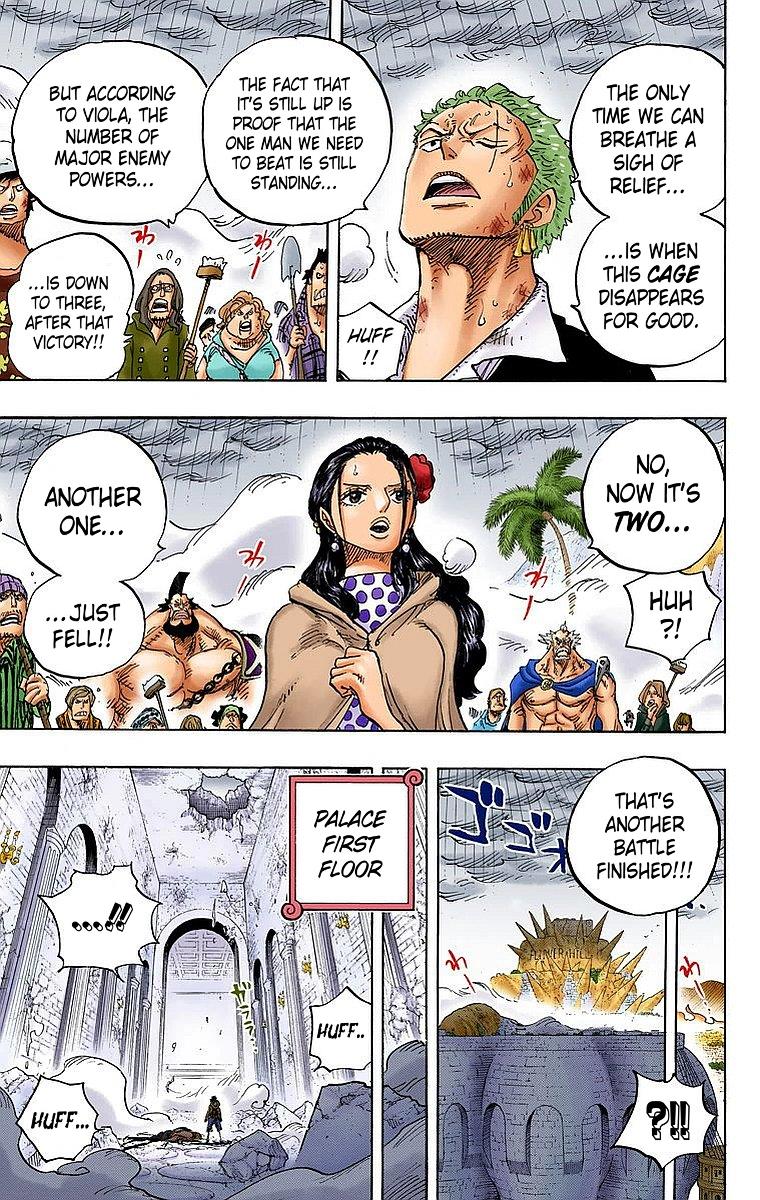 THE ONLY
TIME WE CAN
BREATHE A
SIGH OF
RELIEF...
...IS WHEN
THIS CAGE
DISAPPEARS
FOR GOOD.
HUFF
!!
THE FACT THAT
IT'S STILL UP IS
PROOF THAT THE
ONE MAN WE NEED
TO BEAT IS STILL
STANDING...
BUT ACCORDING
TO VIOLA, THE
NUMBER OF
MAJOR ENEMY
POWERS...
...IS DOWN
TO THREE,
AFTER THAT
VICTORY!!
NO,
NOW IT'S
TWO...
HUH
?!
ANOTHER
ONE...
...JUST
FELL!!
THAT'S
ANOTHER
BATTLE
FINISHED!!!
ゴゴォ
?!!
PALACE
FIRST
FLOOR
....!!
HUFF..
HUFF...